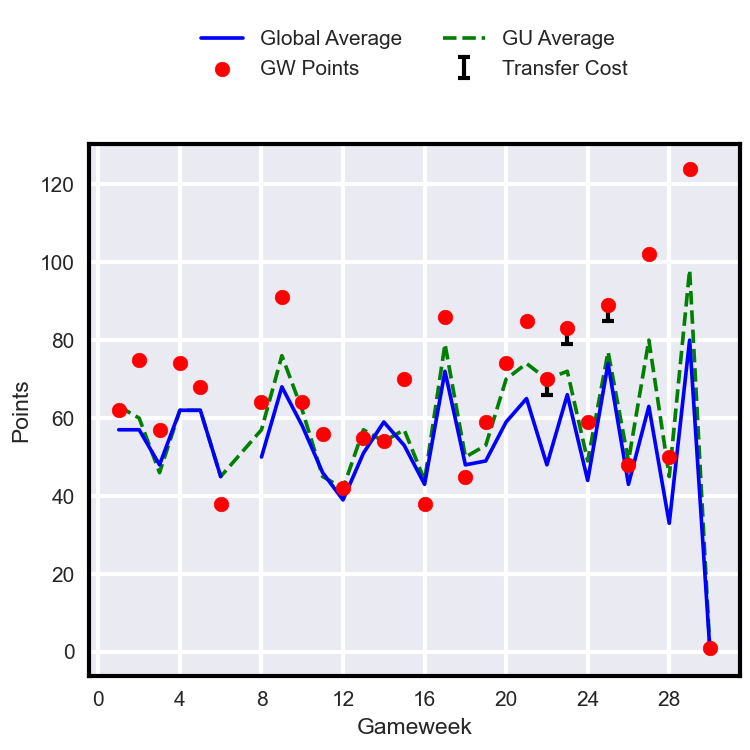 Global Average
GU Average
GW Points
Transfer Cost
120
100
80
60
40
20
0
Points
0 4 8 12 16 20 24 28
Gameweek